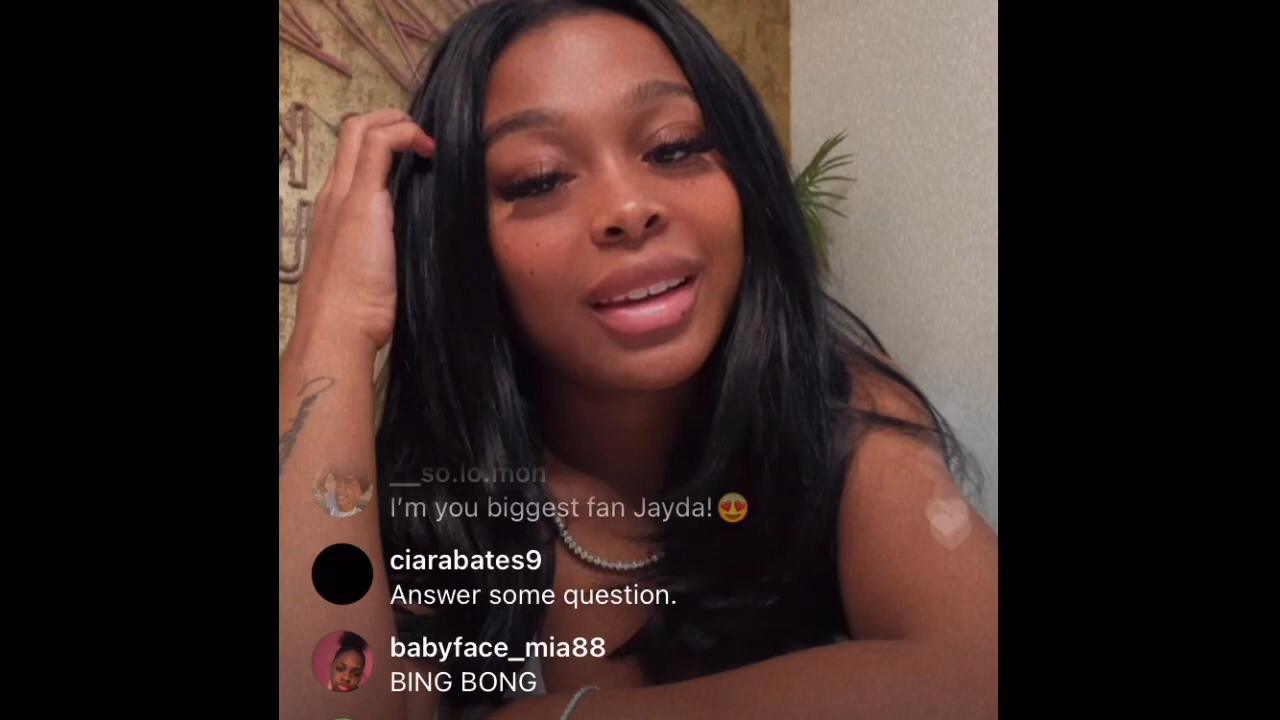 __so.lo.mon
I’m you biggest fan Jayda!😍
ciarabates9
Answer some question.
babyface_mia88
BING BONG